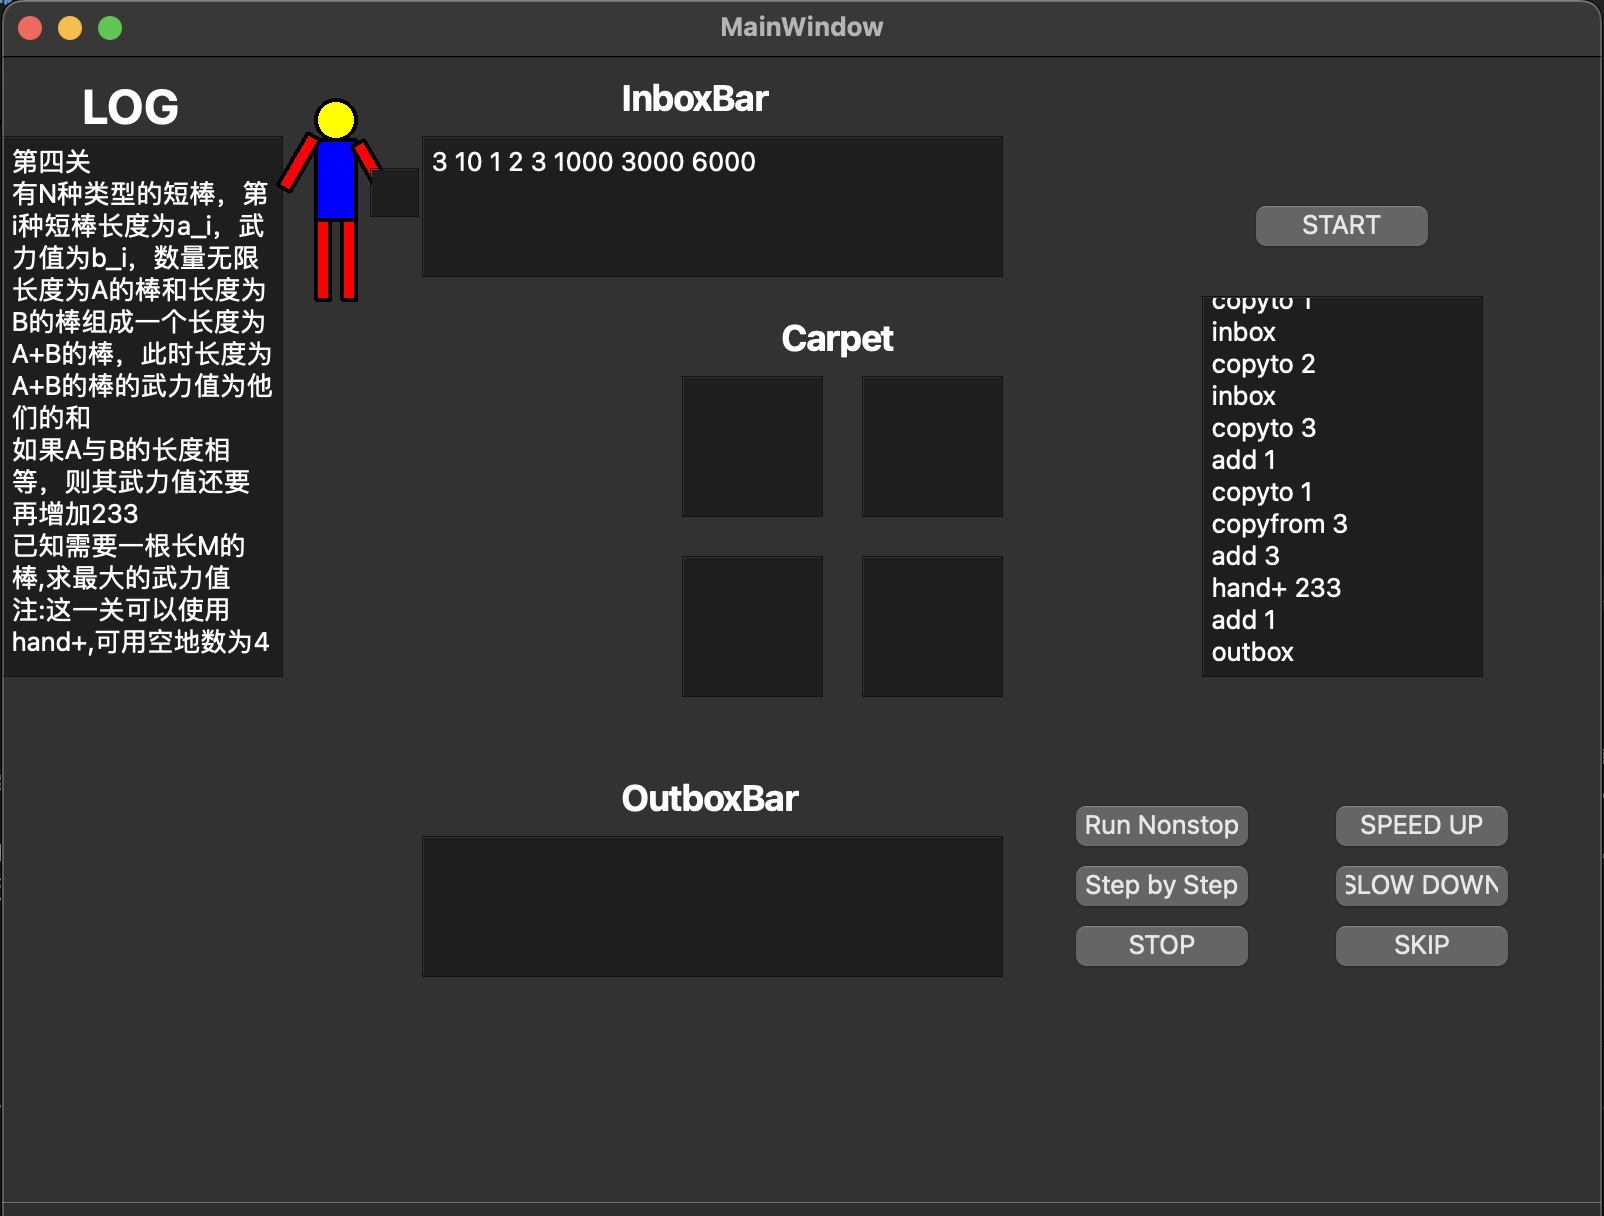 MainWindow
LOG
第四关
有N种类型的短棒，第
i种短棒长度为a_i，武
力值为b_i，数量无限
长度为A的棒和长度为
B的棒组成一个长度为
A+B的棒，此时长度为
A+B的棒的武力值为他
们的和
如果A与B的长度相
等，则其武力值还要
再增加233
已知需要一根长M的
棒,求最大的武力值
注:这一关可以使用
hand+,可用空地数为4
InboxBar
3 10 1 2 3 1000 3000 6000
Carpet
OutboxBar
START
copyto 1
inbox
copyto 2
inbox
copyto 3
add 1
copyto 1
copyfrom 3
add 3
hand+ 233
add 1
outbox
Run Nonstop
SPEED UP
Step by Step
SLOW DOWN
STOP
SKIP